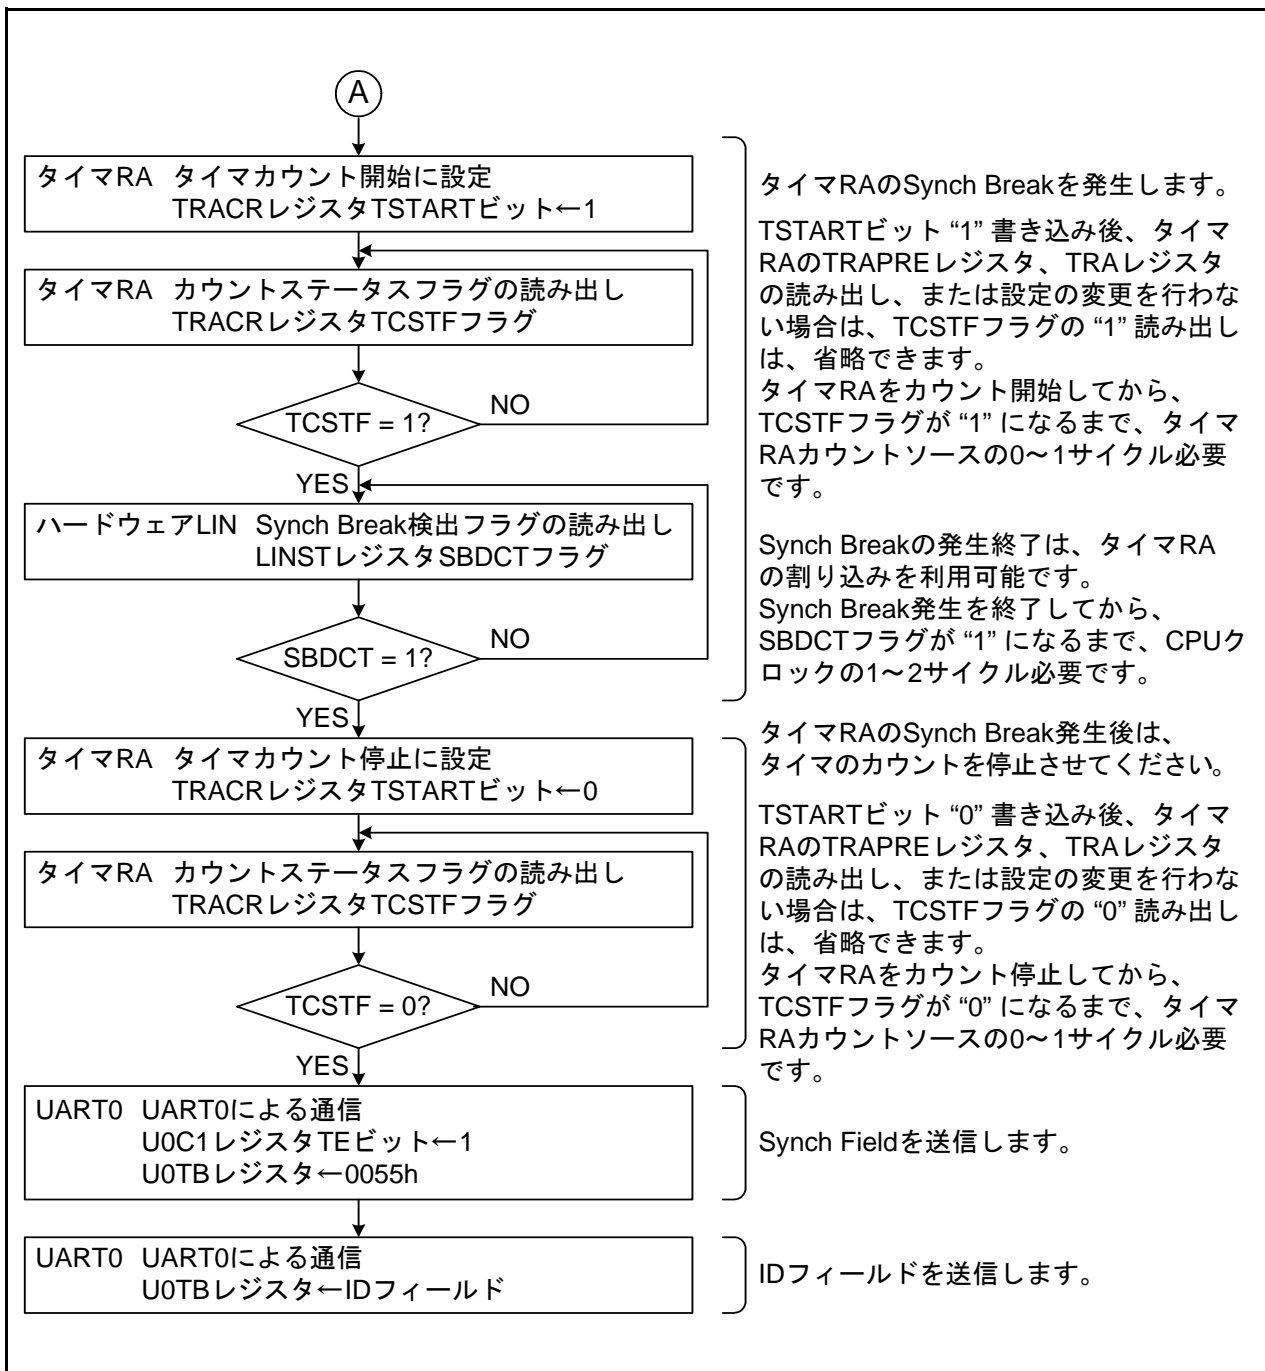 A
タイマRA タイマカウント開始に設定
TRACRレジスタTSTARTビット←1
タイマRA カウントステータスフラグの読み出し
TRACRレジスタTCSTFフラグ
TCSTF = 1?
NO
YES
ハードウェアLIN Synch Break検出フラグの読み出し
LINSTレジスタSBDCTフラグ
SBDCT = 1?
NO
YES
タイマRAのSynch Breakを発生します。
TSTARTビット “1” 書き込み後、タイマ
RAのTRAPREレジスタ、TRAレジスタ
の読み出し、または設定の変更を行わな
い場合は、TCSTFフラグの “1” 読み出し
は、省略できます。
タイマRAをカウント開始してから、
TCSTFフラグが “1” になるまで、タイマ
RAカウントソースの0～1サイクル必要
です。
Synch Breakの発生終了は、タイマRA
の割り込みを利用可能です。
Synch Break発生を終了してから、
SBDCTフラグが “1” になるまで、CPUク
ロックの1～2サイクル必要です。
タイマRA タイマカウント停止に設定
TRACRレジスタTSTARTビット←0
タイマRA カウントステータスフラグの読み出し
TRACRレジスタTCSTFフラグ
TCSTF = 0?
NO
YES
タイマRAのSynch Break発生後は、
タイマのカウントを停止させてください。
TSTARTビット “0” 書き込み後、タイマ
RAのTRAPREレジスタ、TRAレジスタ
の読み出し、または設定の変更を行わな
い場合は、TCSTFフラグの “0” 読み出し
は、省略できます。
タイマRAをカウント停止してから、
TCSTFフラグが “0” になるまで、タイマ
RAカウントソースの0～1サイクル必要
です。
UART0 UART0による通信
U0C1レジスタTEビット←1
U0TBレジスタ←0055h
Synch Fieldを送信します。
UART0 UART0による通信
U0TBレジスタ←IDフィールド
IDフィールドを送信します。